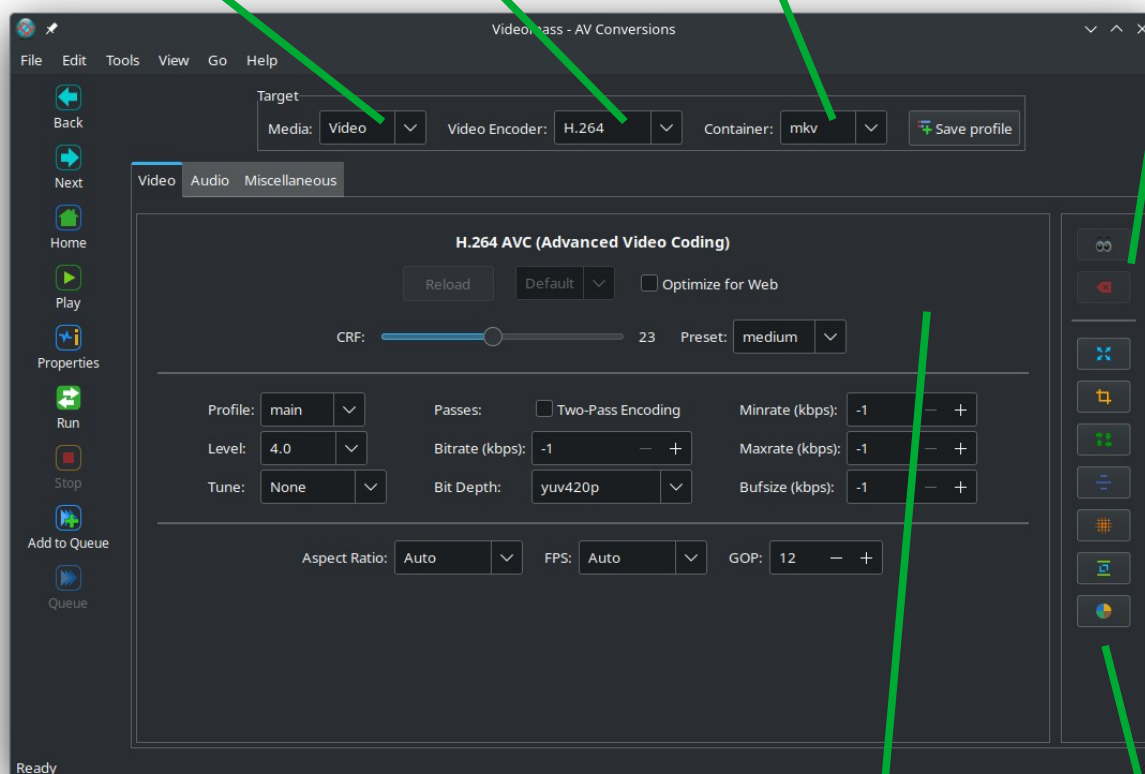 Videomass - AV Conversions
File Edit Tools View Go Help
Target
Media: Video Video Encoder: H.264 Container: mkv Save profile
Back
Next
Home
Play
Properties
Run
Stop
Add to Queue
Queue
Video Audio Miscellaneous
H.264 AVC (Advanced Video Coding)
Reload Default Optimize for Web
CRF: 23 Preset: medium
Profile: main Passes: Two-Pass Encoding Minrate (kbps): -1
Level: 4.0 Bitrate (kbps): -1 Maxrate (kbps): -1
Tune: None Bit Depth: yuv420p Bufsize (kbps): -1
Aspect Ratio: Auto FPS: Auto GOP: 12
Ready